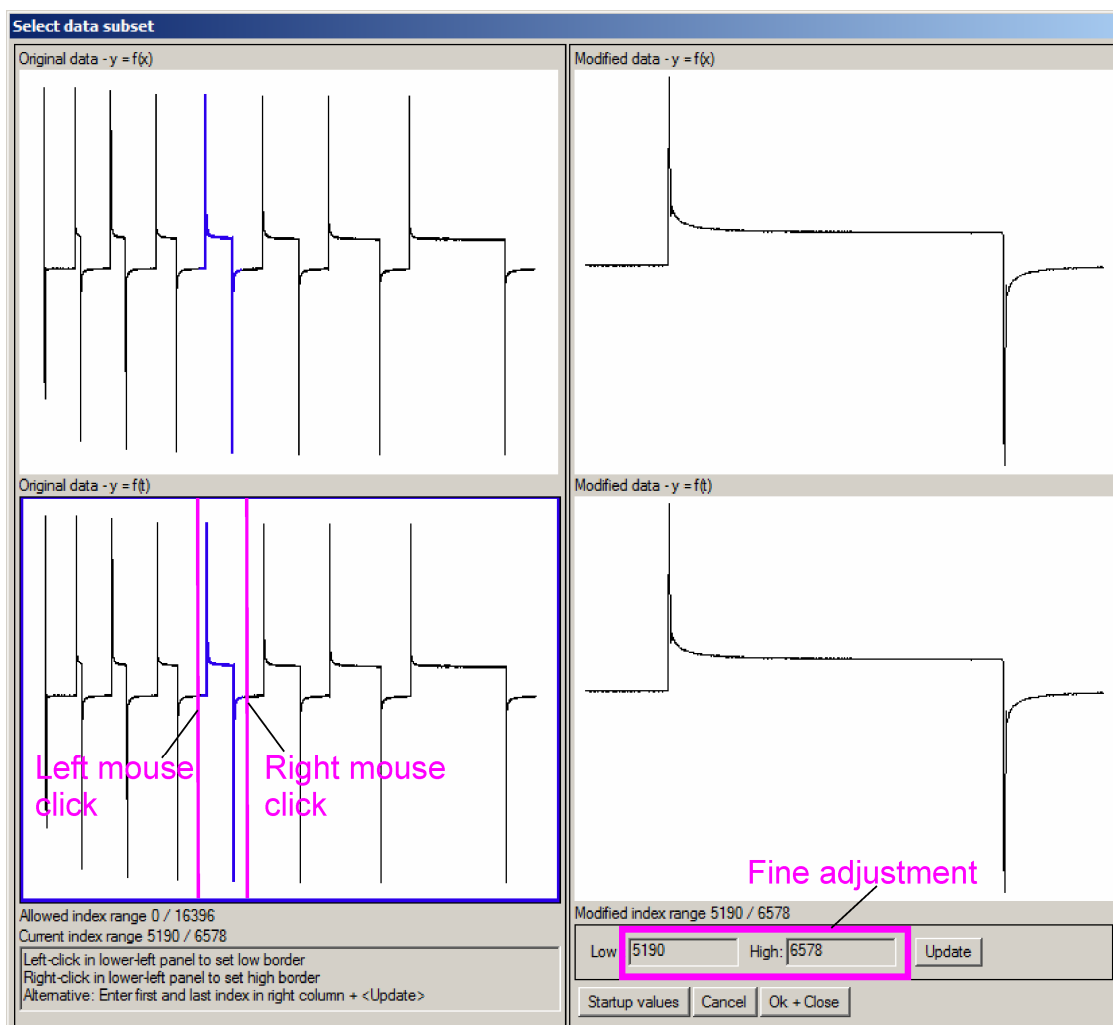 Select data subset
Original data - y = f(x)
Modified data - y = f(x)
Original data - y = f(t)
Modified data - y = f(t)
Left mouse
click
Right mouse
click
Fine adjustment
Allowed index range 0 / 16396
Current index range 5190 / 6578
Left-click in lower-left panel to set low border
Right-click in lower-left panel to set high border
Alternative: Enter first and last index in right column + <Update>
Modified index range 5190 / 6578
Low 5190 High: 6578 Update
Startup values Cancel Ok + Close